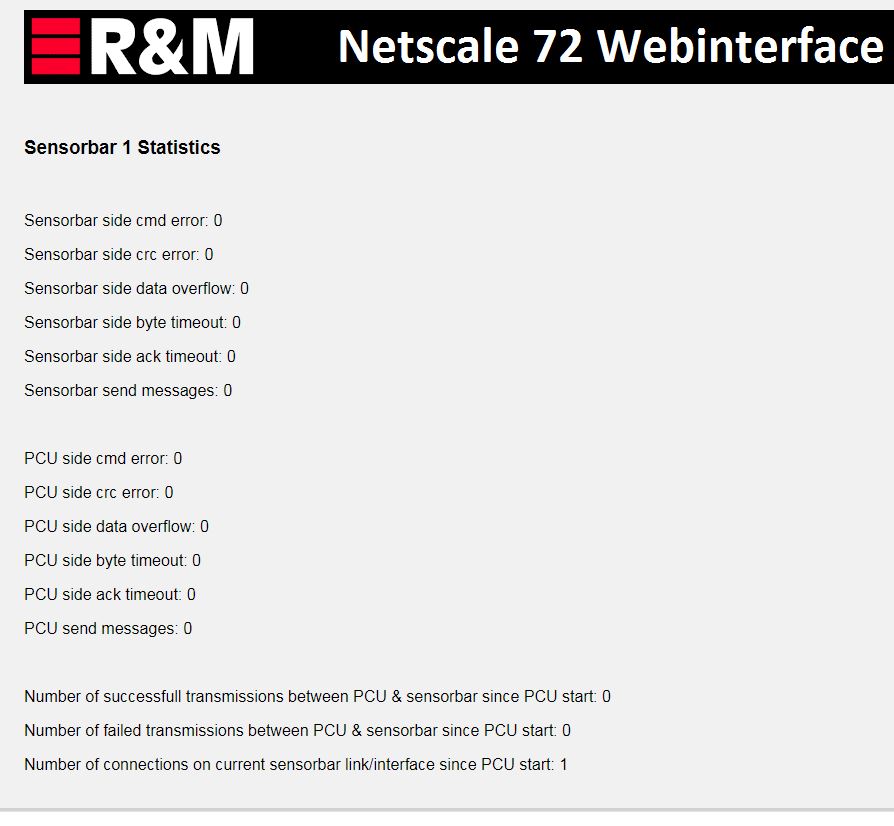 R&M
Netscale 72 Webinterface
Sensorbar 1 Statistics
Sensorbar side cmd error: 0
Sensorbar side crc error: 0
Sensorbar side data overflow: 0
Sensorbar side byte timeout: 0
Sensorbar side ack timeout: 0
Sensorbar send messages: 0
PCU side cmd error: 0
PCU side crc error: 0
PCU side data overflow: 0
PCU side byte timeout: 0
PCU side ack timeout: 0
PCU send messages: 0
Number of successfull transmissions between PCU & sensorbar since PCU start: 0
Number of failed transmissions between PCU & sensorbar since PCU start: 0
Number of connections on current sensorbar link/interface since PCU start: 1